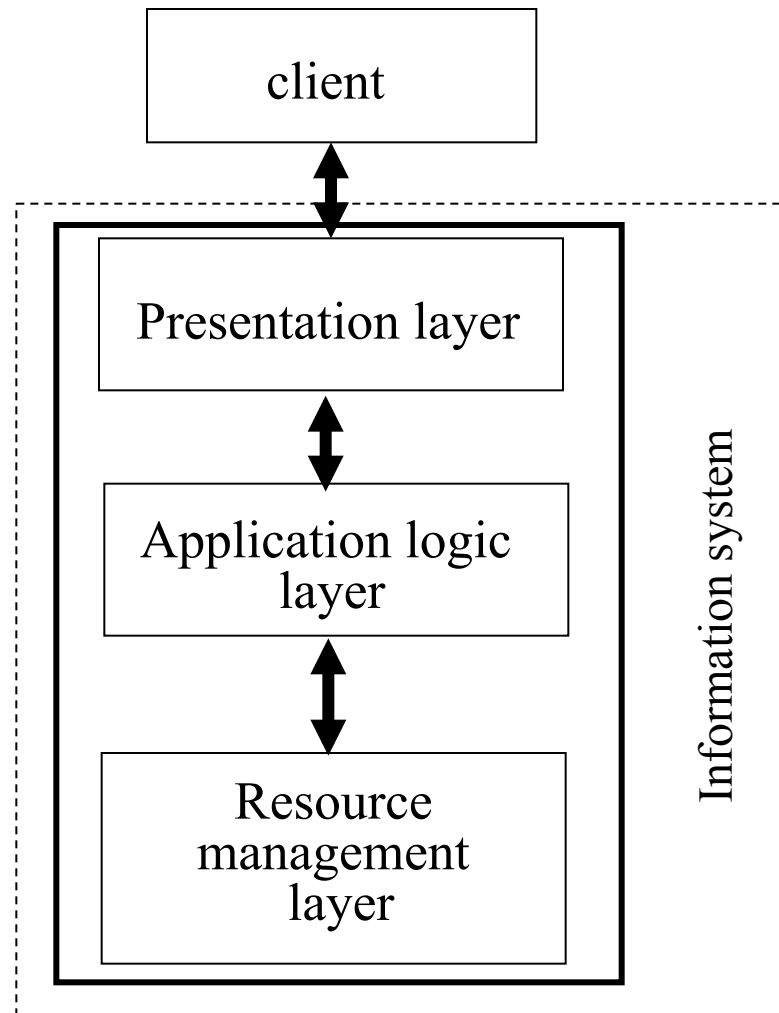 client
Presentation layer
Application logic
layer
Resource
management
layer
Information system